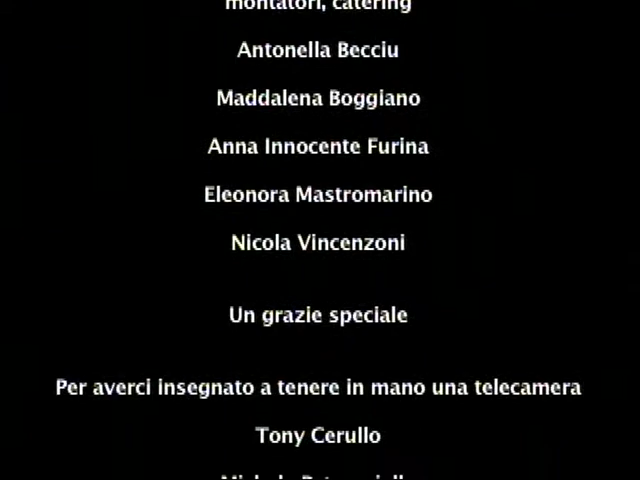 montatori, catering
Antonella Becciu
Maddalena Boggiano
Anna Innocente Furina
Eleonora Mastromarino
Nicola Vincenzoni
Un grazie speciale
Per averci insegnato a tenere in mano una telecamera
Tony Cerullo